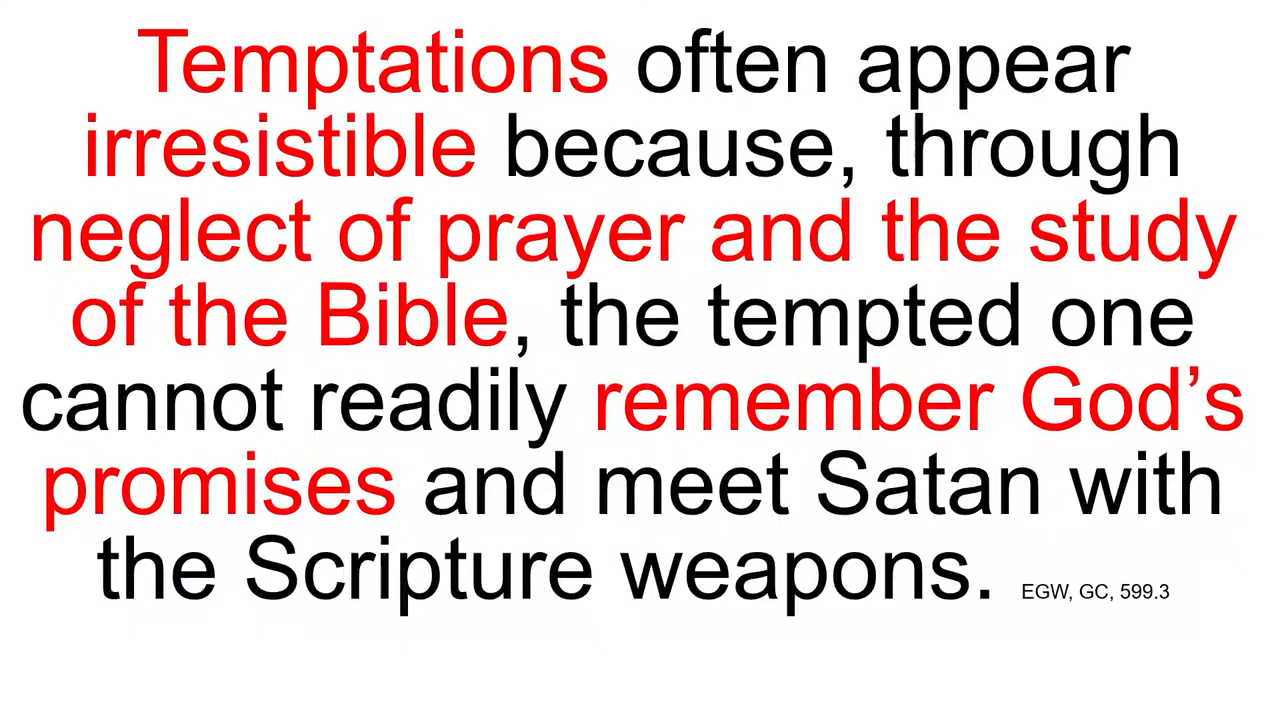 Temptations often appear
irresistible because, through
neglect of prayer and the study
of the Bible, the tempted one
cannot readily remember God’s
promises and meet Satan with
the Scripture weapons. EGW, GC, 599.3